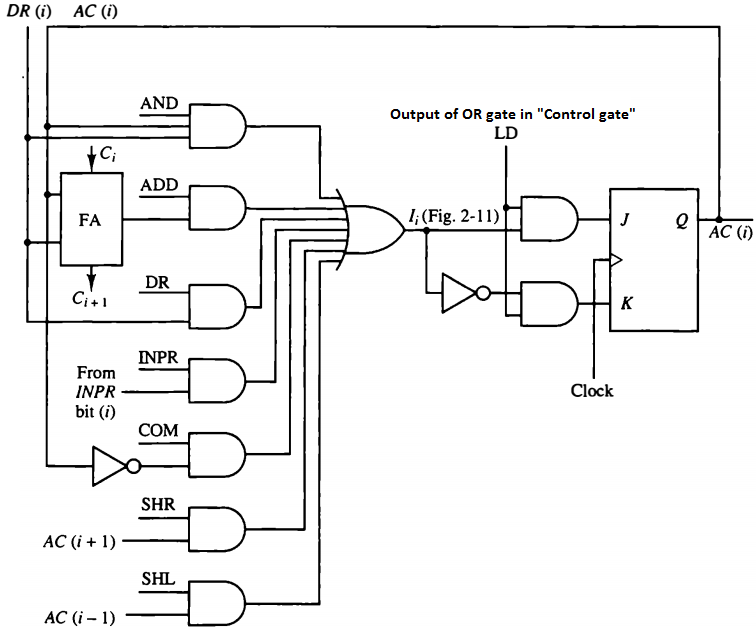 DR (i) AC (i)
AND
Output of OR gate in "Control gate"
LD
C_i
ADD
FA
I_i (Fig. 2-11)
J
Q
AC (i)
C_i + 1
DR
K
INPR
From
INPR
bit (i)
Clock
COM
SHR
AC (i + 1)
SHL
AC (i − 1)